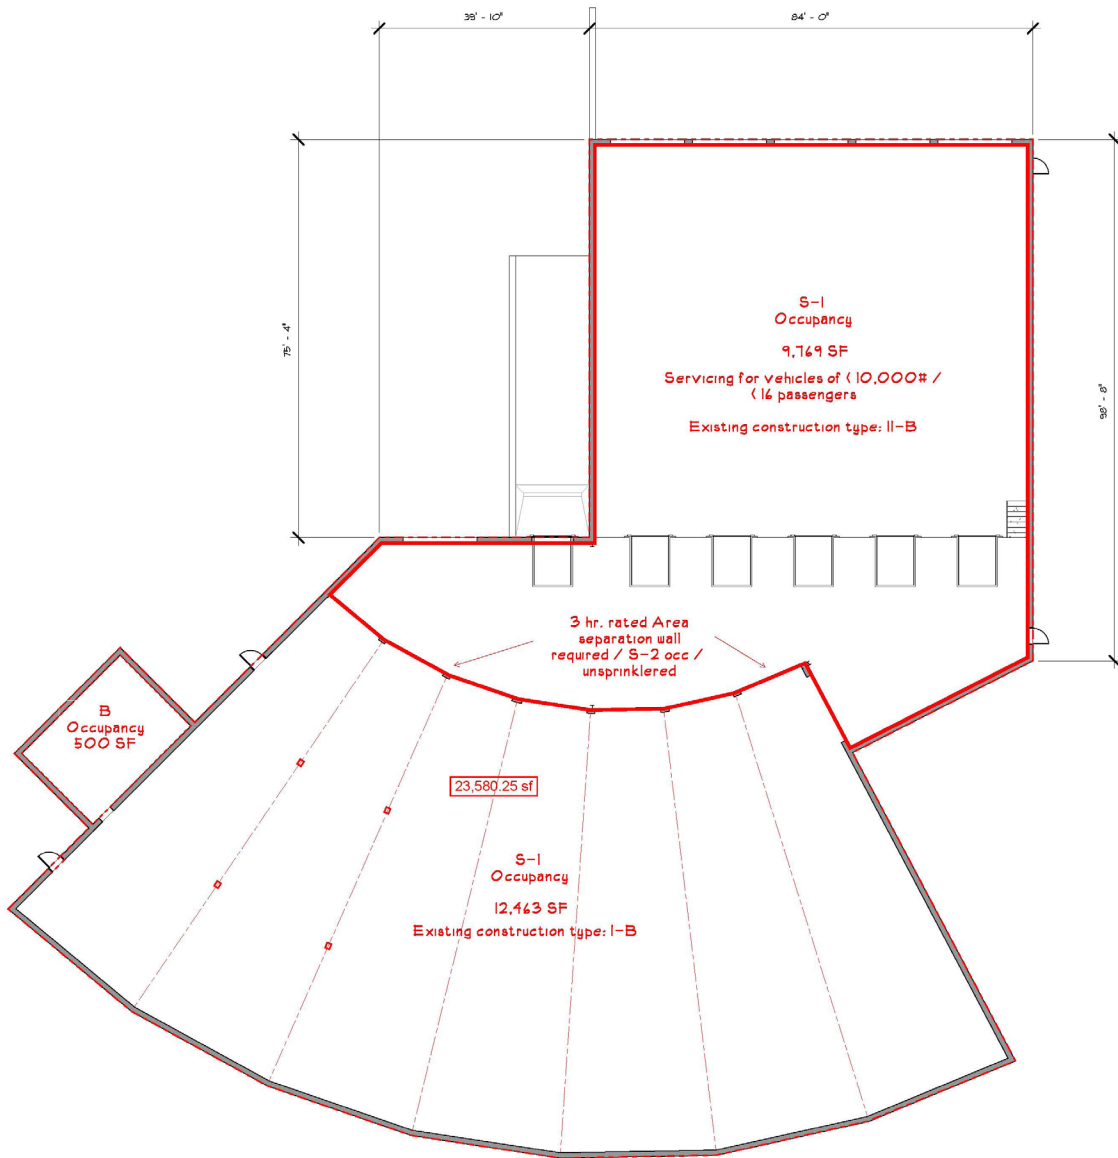 39' - 10"
84' - 0"
75' - 4"
98' - 8"
S-1
Occupancy
9,769 SF
Servicing for vehicles of < 10,000# /
< 16 passengers
Existing construction type: II-B
3 hr. rated Area
separation wall
required / S-2 occ /
unsprinklered
B
Occupancy
500 SF
23,580.25 sf
S-1
Occupancy
12,463 SF
Existing construction type: I-B